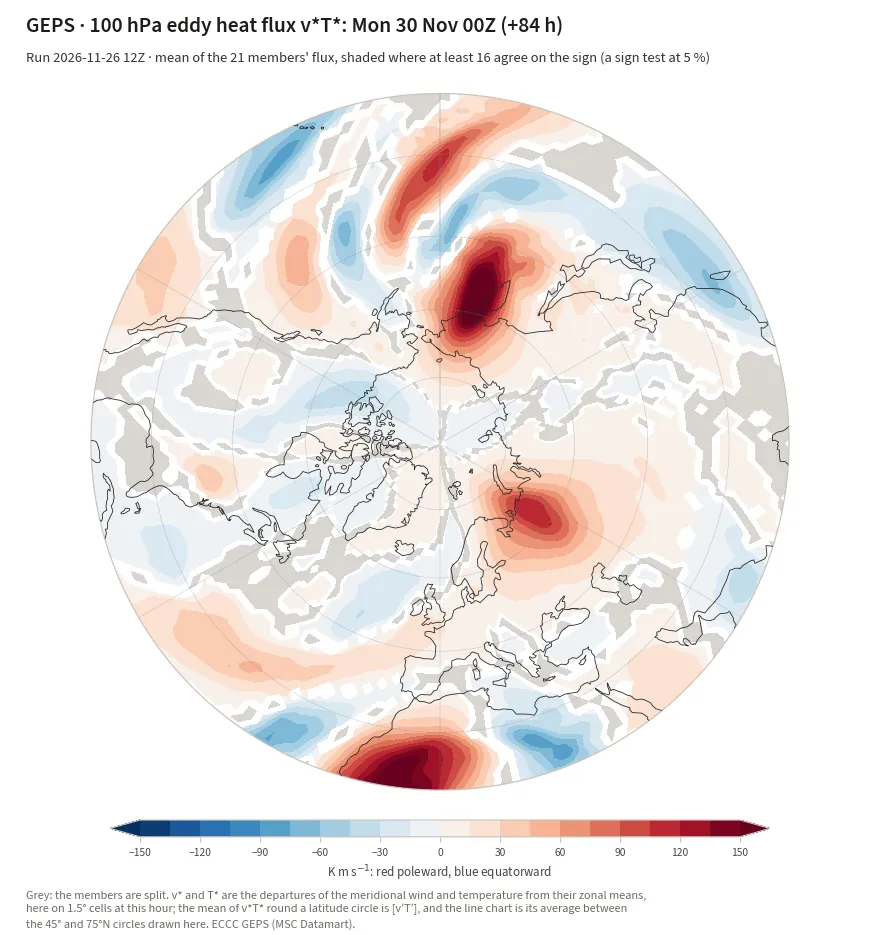 GEPS · 100 hPa eddy heat flux v*T*: Mon 30 Nov 00Z (+84 h)
Run 2026-11-26 12Z · mean of the 21 members' flux, shaded where at least 16 agree on the sign (a sign test at 5 %)
−150 −120 −90 −60 −30 0 30 60 90 120 150
K m s⁻¹: red poleward, blue equatorward
Grey: the members are split. v* and T* are the departures of the meridional wind and temperature from their zonal means,
here on 1.5° cells at this hour; the mean of v*T* round a latitude circle is [v′T′], and the line chart is its average between
the 45° and 75°N circles drawn here. ECCC GEPS (MSC Datamart).